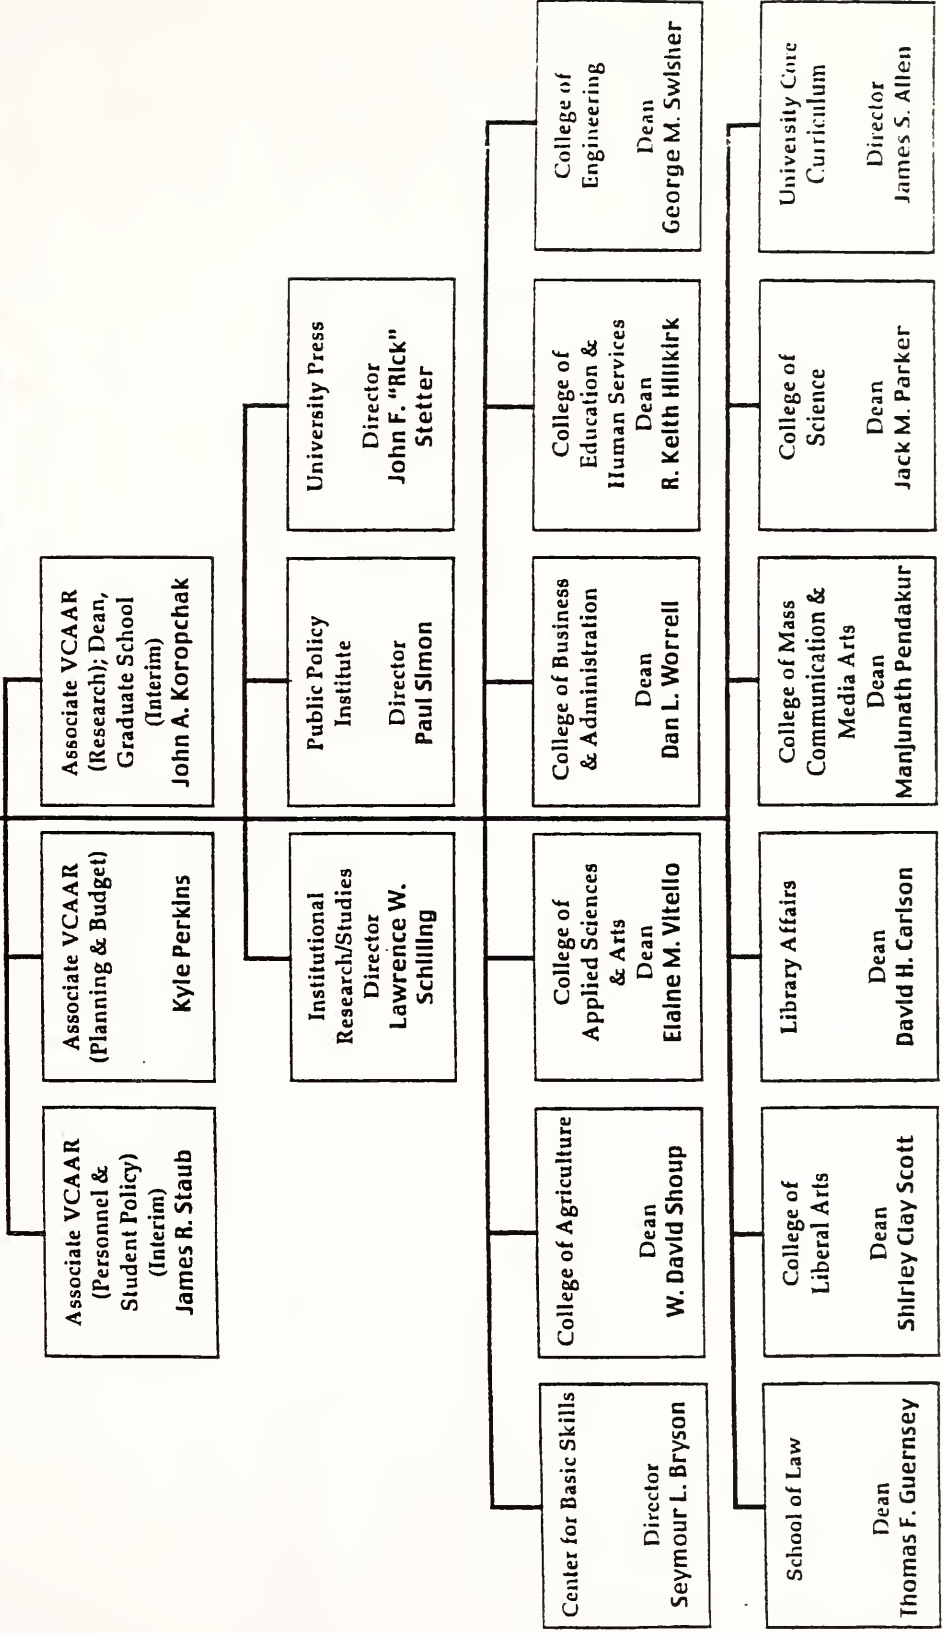 Associate VCAAR
(Personnel &
Student Policy)
(Interim)
James R. Staub
Associate VCAAR
(Planning & Budget)
Kyle Perkins
Associate VCAAR
(Research); Dean,
Graduate School
(Interim)
John A. Koropchak
Institutional
Research/Studies
Director
Lawrence W.
Schilling
Public Policy
Institute
Director
Paul Simon
University Press
Director
John F. "Rick"
Stetter
Center for Basic Skills
Director
Seymour L. Bryson
College of Agriculture
Dean
W. David Shoup
College of
Applied Sciences
& Arts
Dean
Elaine M. Vitello
College of Business
& Administration
Dean
Dan L. Worrell
College of
Education &
Human Services
Dean
R. Keith Hillkirk
College of
Engineering
Dean
George M. Swisher
School of Law
Dean
Thomas F. Guernsey
College of
Liberal Arts
Dean
Shirley Clay Scott
Library Affairs
Dean
David H. Carlson
College of Mass
Communication &
Media Arts
Dean
Manjunath Pendakur
College of
Science
Dean
Jack M. Parker
University Core
Curriculum
Director
James S. Allen